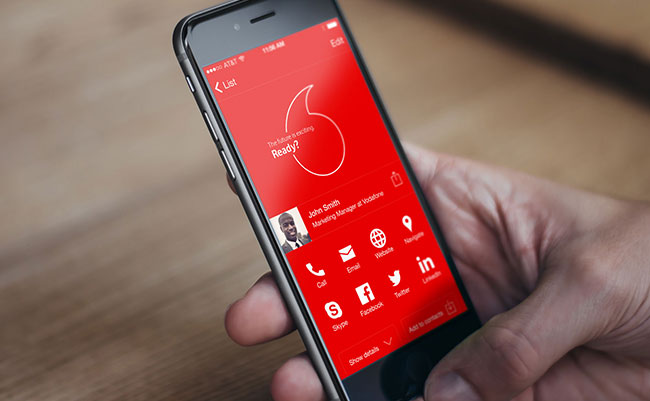 AT&T
11:06 AM
List
Edit
The future is exciting.
Ready?
John Smith
Marketing Manager at Vodafone
Call
Email
Website
Navigate
Skype
Facebook
Twitter
LinkedIn
Show details
Add to contacts